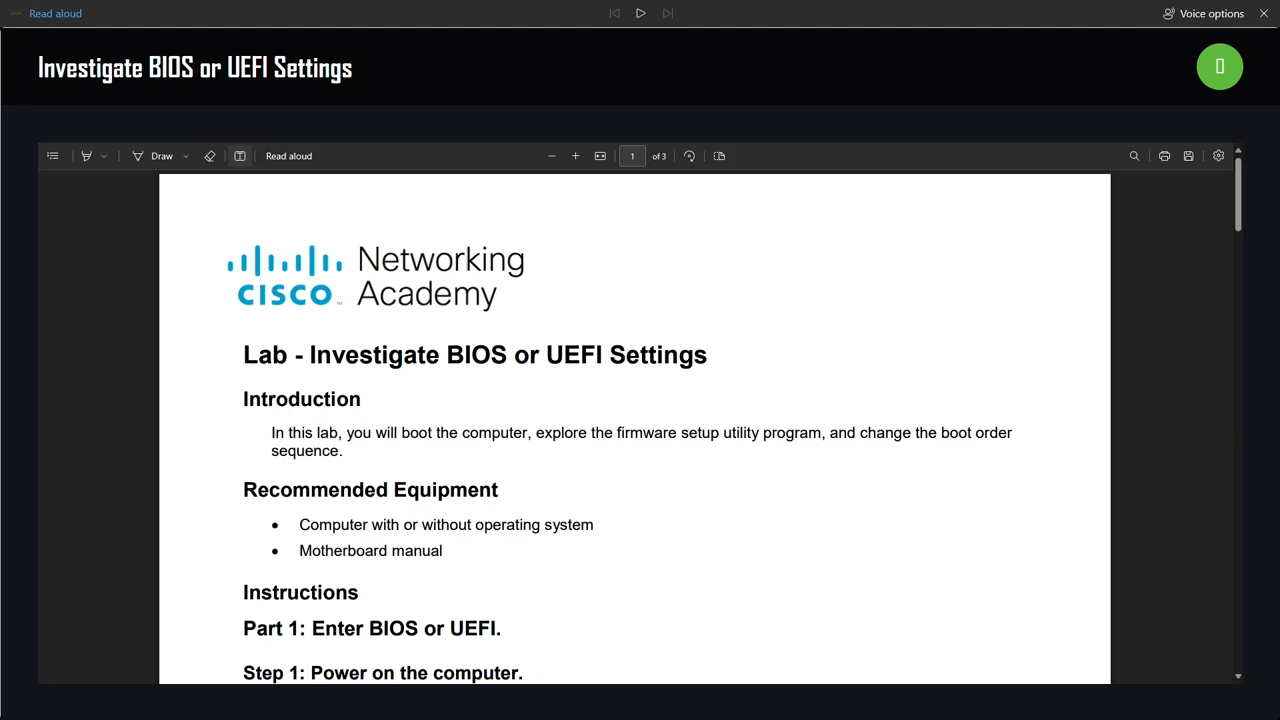 Read aloud
Voice options
Investigate BIOS or UEFI Settings
Draw
Read aloud
1 of 3
CISCO™
Networking
Academy
Lab - Investigate BIOS or UEFI Settings
Introduction
In this lab, you will boot the computer, explore the firmware setup utility program, and change the boot order
sequence.
Recommended Equipment
• Computer with or without operating system
• Motherboard manual
Instructions
Part 1: Enter BIOS or UEFI.
Step 1: Power on the computer.